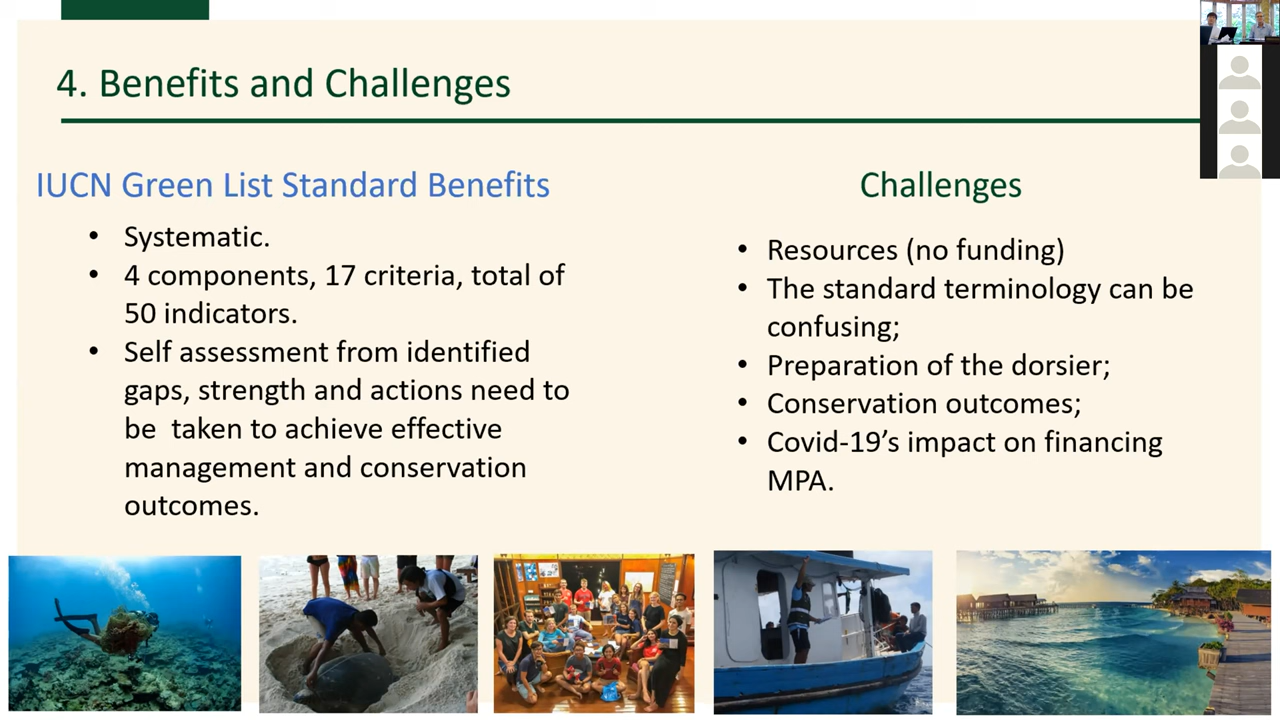 4. Benefits and Challenges
IUCN Green List Standard Benefits
• Systematic.
• 4 components, 17 criteria, total of
50 indicators.
• Self assessment from identified
gaps, strength and actions need to
be  taken to achieve effective
management and conservation
outcomes.
Challenges
• Resources (no funding)
• The standard terminology can be
confusing;
• Preparation of the dorsier;
• Conservation outcomes;
• Covid-19’s impact on financing
MPA.